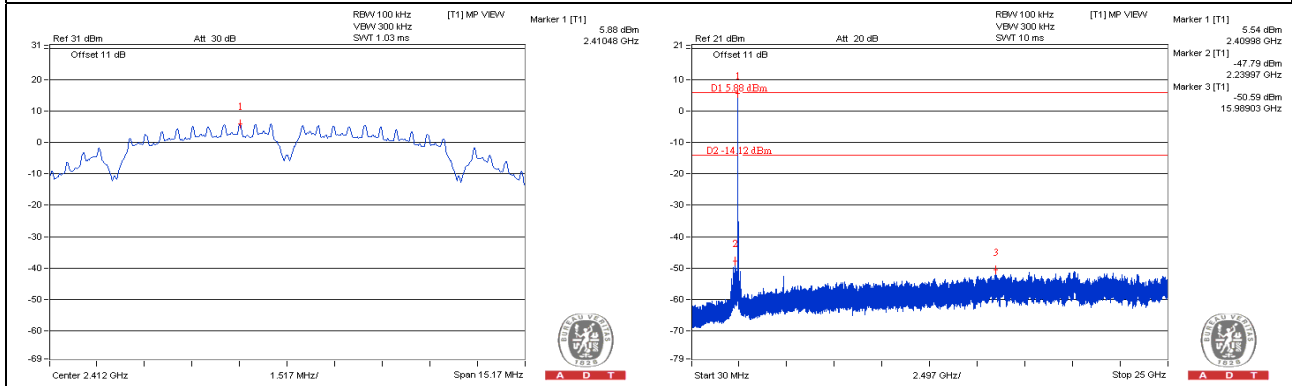 RBW 100 kHz [T1] MP VIEW
VBW 300 kHz
Ref 31 dBm Att 30 dB SWT 1.03 ms
Marker 1 [T1]
5.88 dBm
2.41048 GHz
31
Offset 11 dB
20
10
0
-10
-20
-30
-40
-50
-60
-69
1
Center 2.412 GHz 1.517 MHz/ Span 15.17 MHz
BUREAU VERITAS
1828
A D T
RBW 100 kHz [T1] MP VIEW
VBW 300 kHz
Ref 21 dBm Att 20 dB SWT 10 ms
Marker 1 [T1]
5.54 dBm
2.40998 GHz
Marker 2 [T1]
-47.79 dBm
2.23997 GHz
Marker 3 [T1]
-50.59 dBm
15.98903 GHz
21
Offset 11 dB
10
0
-10
-20
-30
-40
-50
-60
-70
-79
1
D1 5.88 dBm
D2 -14.12 dBm
2
3
Start 30 MHz 2.497 GHz/ Stop 25 GHz
BUREAU VERITAS
1828
A D T